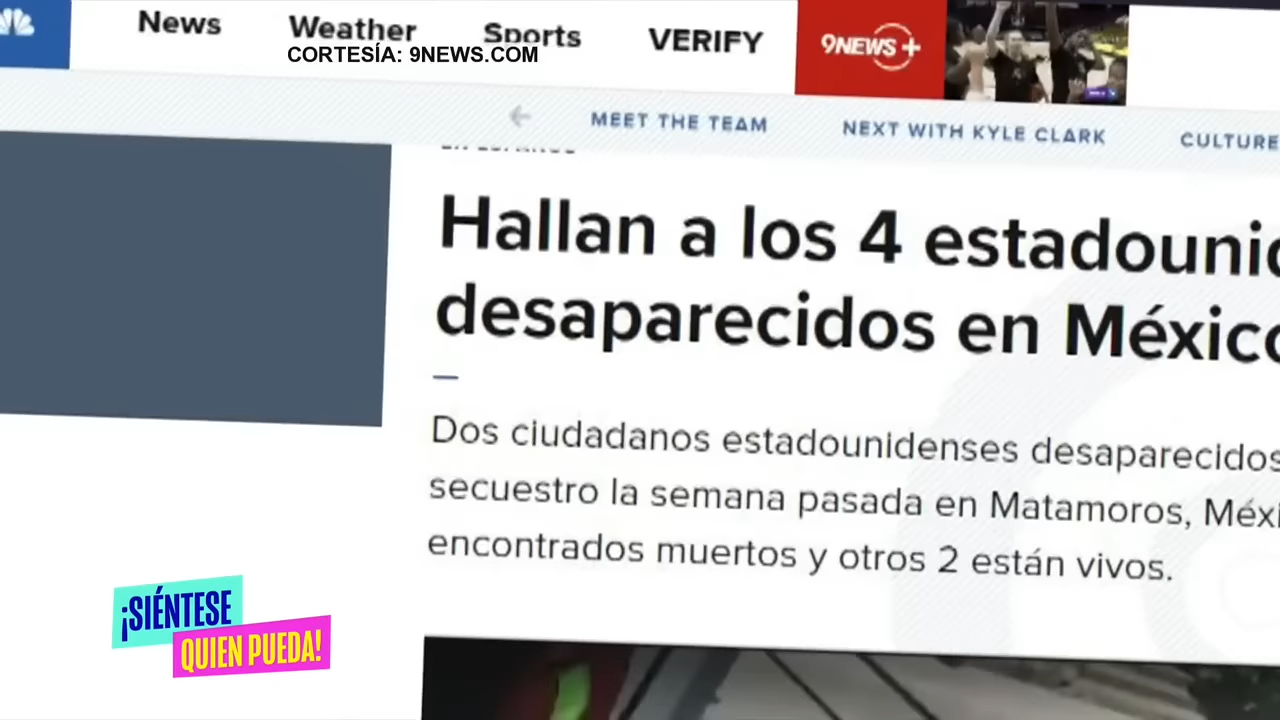 News Weather Sports VERIFY 9NEWS+
CORTESÍA: 9NEWS.COM
MEET THE TEAM NEXT WITH KYLE CLARK CULTURE
Hallan a los 4 estadounid
desaparecidos en México
Dos ciudadanos estadounidenses desaparecidos
secuestro la semana pasada en Matamoros, Méxi
encontrados muertos y otros 2 están vivos.
¡SIÉNTESE
QUIEN PUEDA!